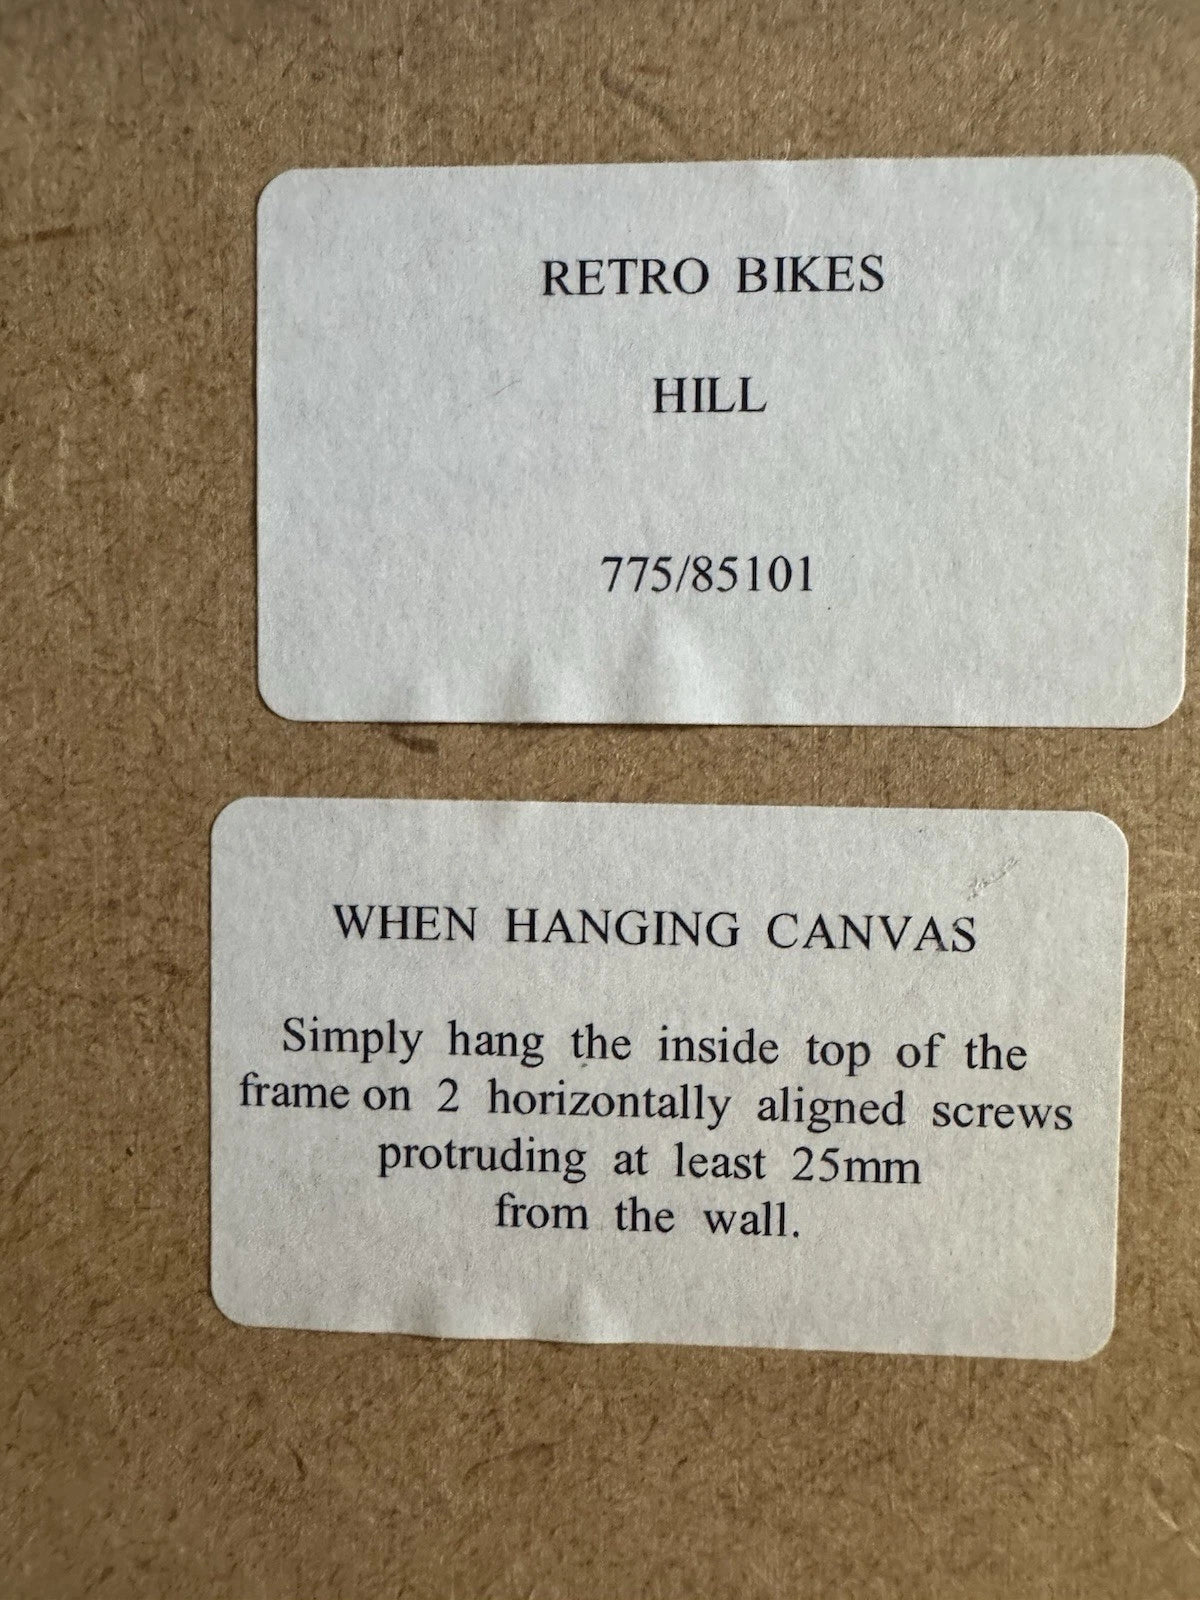 RETRO BIKES
HILL
775/85101
WHEN HANGING CANVAS
Simply hang the inside top of the
frame on 2 horizontally aligned screws
protruding at least 25mm
from the wall.